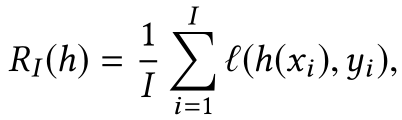 R_I(h) = \frac{1}{I} \sum_{i=1}^{I} \ell(h(x_i), y_i),